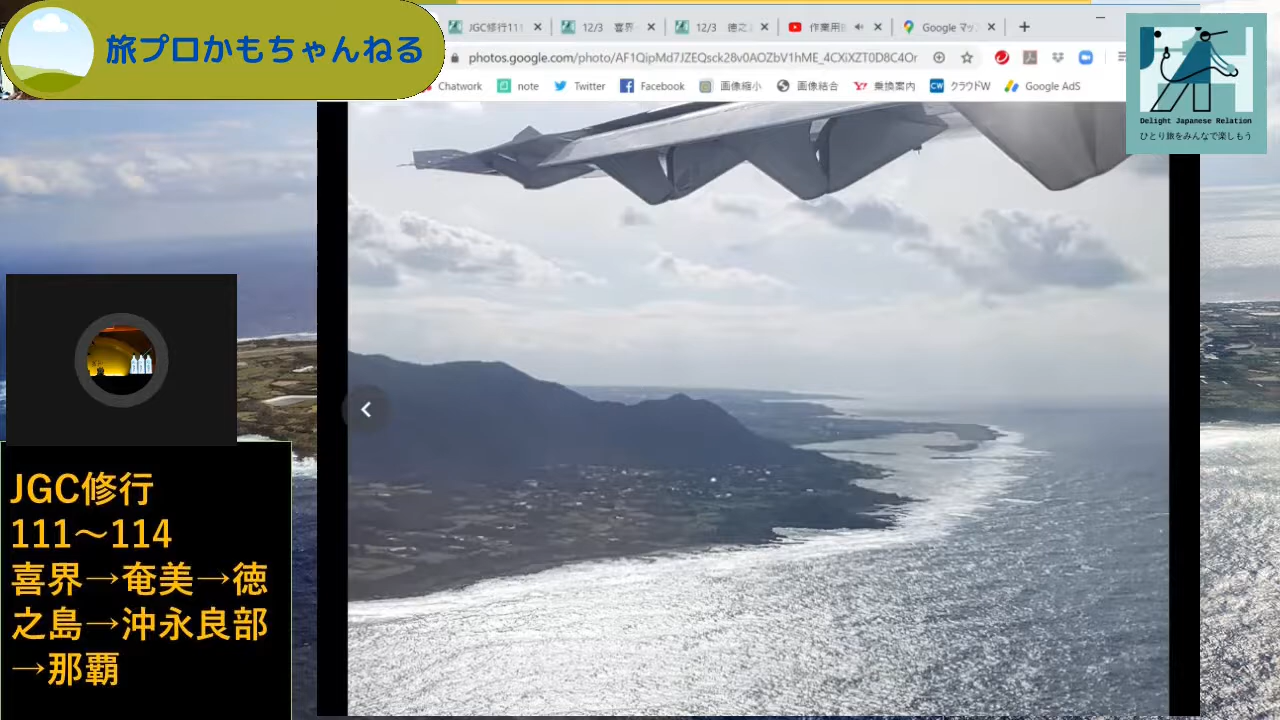 旅プロかもちゃんねる
JGC修行11
12/3 喜界
12/3 徳之
作業用
Google マッ
photos.google.com/photo/AF1QipMd7JZEQsck28v0AOZbV1hME_4CXiXZT0D8C4Or
Chatwork note Twitter Facebook 画像縮小 画像結合 乗換案内 クラウドW Google AdS
Delight Japanese Relation
ひとり旅をみんなで楽しもう
JGC修行
111～114
喜界→奄美→徳
之島→沖永良部
→那覇